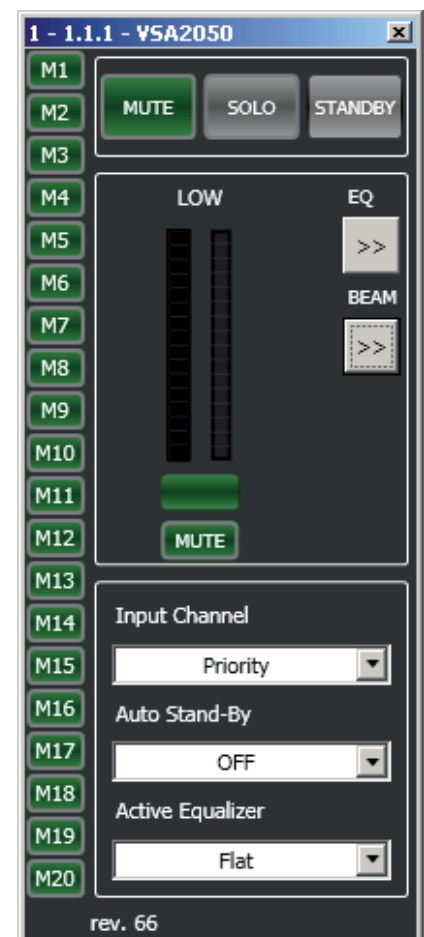 1 - 1.1.1 - VSA2050
M1
M2
M3
M4
M5
M6
M7
M8
M9
M10
M11
M12
M13
M14
M15
M16
M17
M18
M19
M20
MUTE SOLO STANDBY
LOW EQ
>>
BEAM
>>
MUTE
Input Channel
Priority
Auto Stand-By
OFF
Active Equalizer
Flat
rev. 66